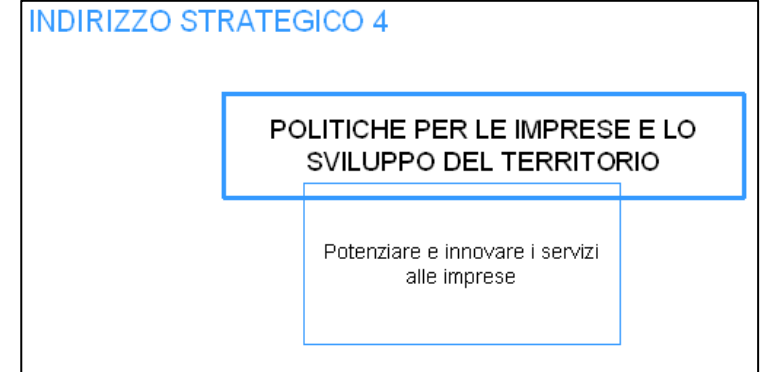 INDIRIZZO STRATEGICO 4
POLITICHE PER LE IMPRESE E LO
SVILUPPO DEL TERRITORIO
Potenziare e innovare i servizi
alle imprese